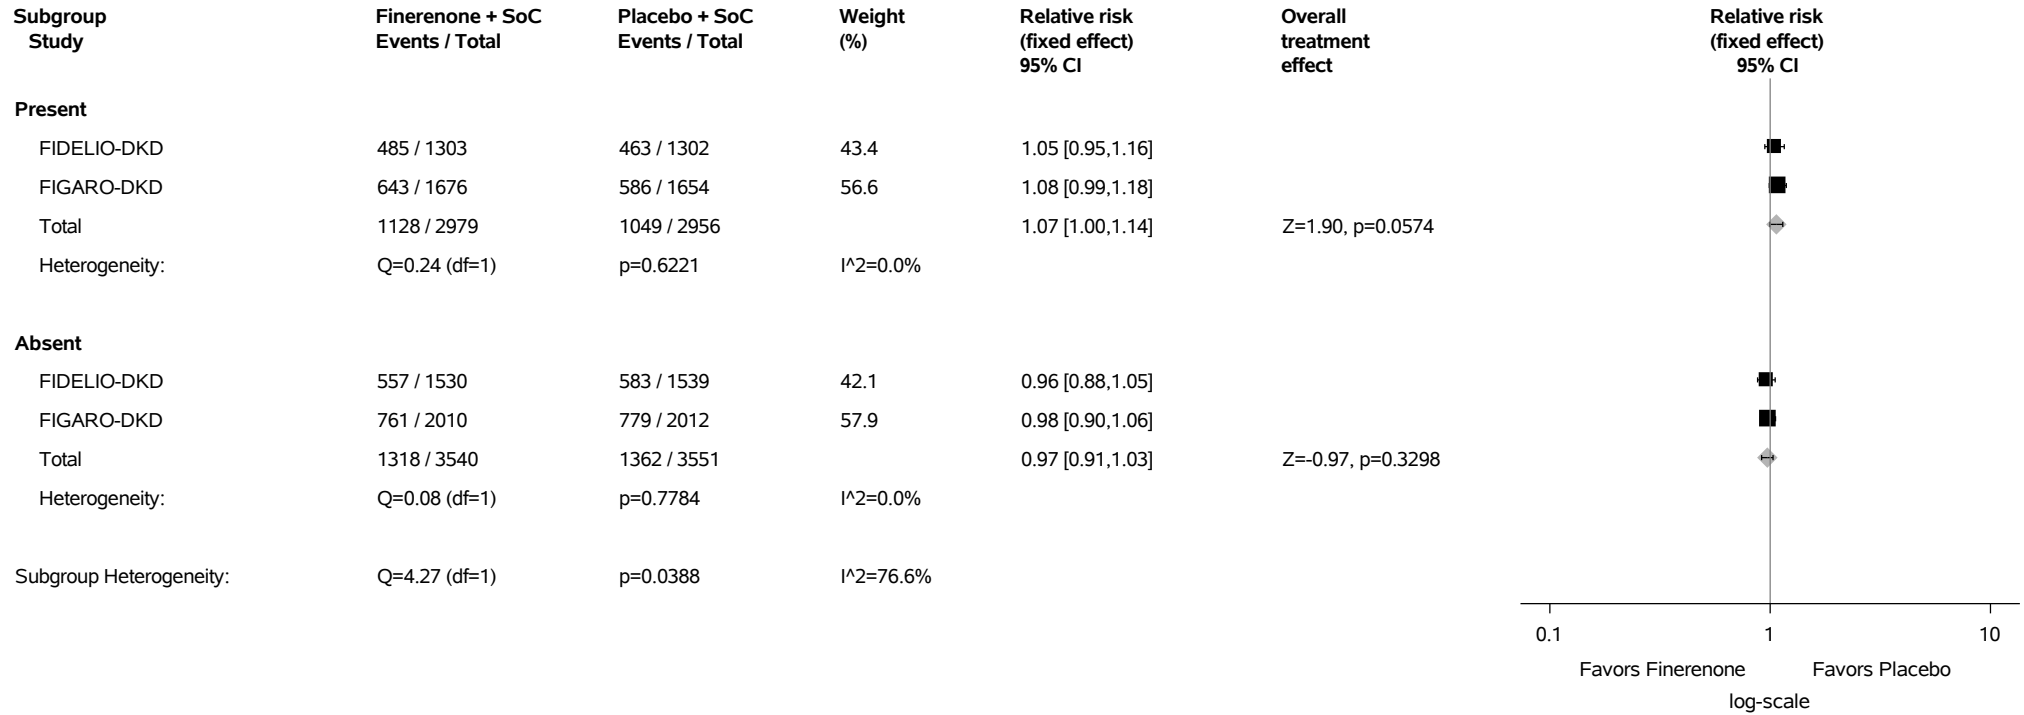 Subgroup Finerenone + SoC Placebo + SoC Weight Relative risk Overall Relative risk
Study Events / Total Events / Total (%) (fixed effect) treatment (fixed effect)
95% CI effect 95% CI
Present
FIDELIO-DKD 485 / 1303 463 / 1302 43.4 1.05 [0.95,1.16]
FIGARO-DKD 643 / 1676 586 / 1654 56.6 1.08 [0.99,1.18]
Total 1128 / 2979 1049 / 2956 1.07 [1.00,1.14] Z=1.90, p=0.0574
Heterogeneity: Q=0.24 (df=1) p=0.6221 I^2=0.0%
Absent
FIDELIO-DKD 557 / 1530 583 / 1539 42.1 0.96 [0.88,1.05]
FIGARO-DKD 761 / 2010 779 / 2012 57.9 0.98 [0.90,1.06]
Total 1318 / 3540 1362 / 3551 0.97 [0.91,1.03] Z=-0.97, p=0.3298
Heterogeneity: Q=0.08 (df=1) p=0.7784 I^2=0.0%
Subgroup Heterogeneity: Q=4.27 (df=1) p=0.0388 I^2=76.6%
0.1 1 10
Favors Finerenone Favors Placebo
log-scale